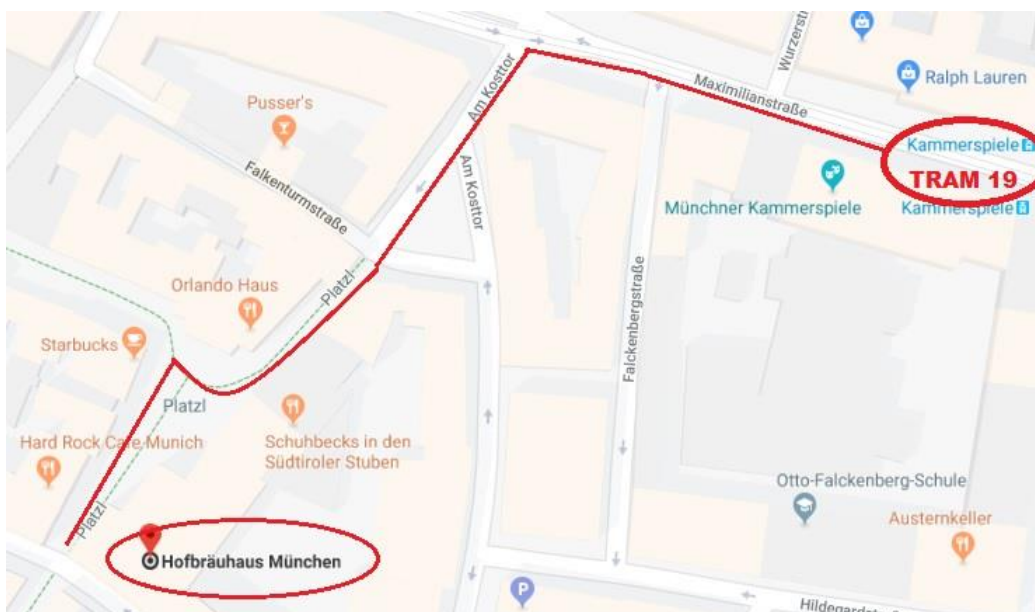 Wurzerstr
Ralph Lauren
Am Kosttor
Maximilianstraße
Pusser's
Kammerspiele
TRAM 19
Falkenturmstraße
Am Kosttor
Münchner Kammerspiele
Kammerspiele
Orlando Haus
Platzl
Falckenbergstraße
Starbucks
Platzl
Hard Rock Cafe Munich
Schuhbecks in den
Südtiroler Stuben
Otto-Falckenberg-Schule
Platzl
Austernkeller
Hofbräuhaus München
P
Hildegardstraße